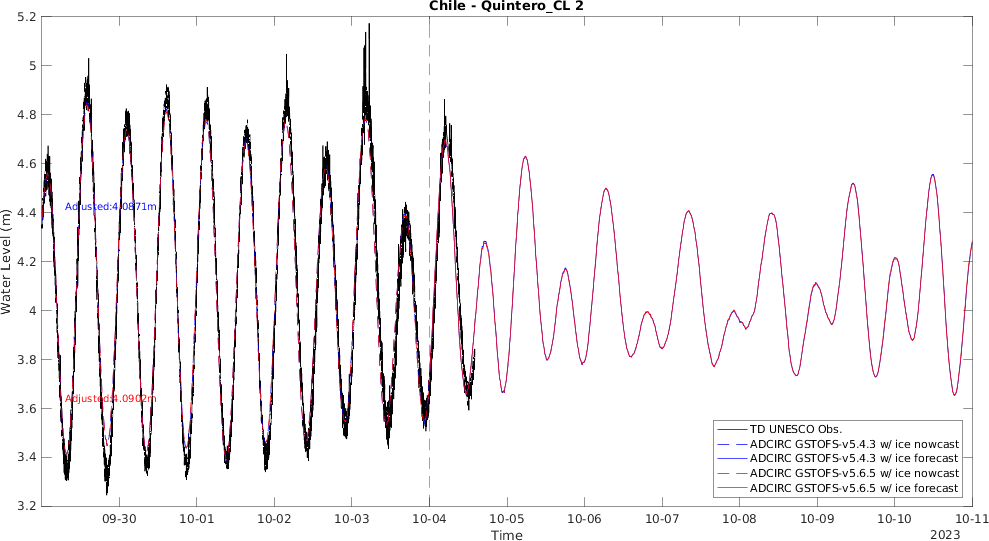 Chile - Quintero_CL 2
5.2
5
4.8
4.6
4.4
4.2
4
3.8
3.6
3.4
3.2
Water Level (m)
Adjusted:4.0871m
Adjusted:4.0902m
TD UNESCO Obs.
ADCIRC GSTOFS-v5.4.3 w/ ice nowcast
ADCIRC GSTOFS-v5.4.3 w/ ice forecast
ADCIRC GSTOFS-v5.6.5 w/ ice nowcast
ADCIRC GSTOFS-v5.6.5 w/ ice forecast
09-30 10-01 10-02 10-03 10-04 10-05 10-06 10-07 10-08 10-09 10-10 10-11
Time
2023